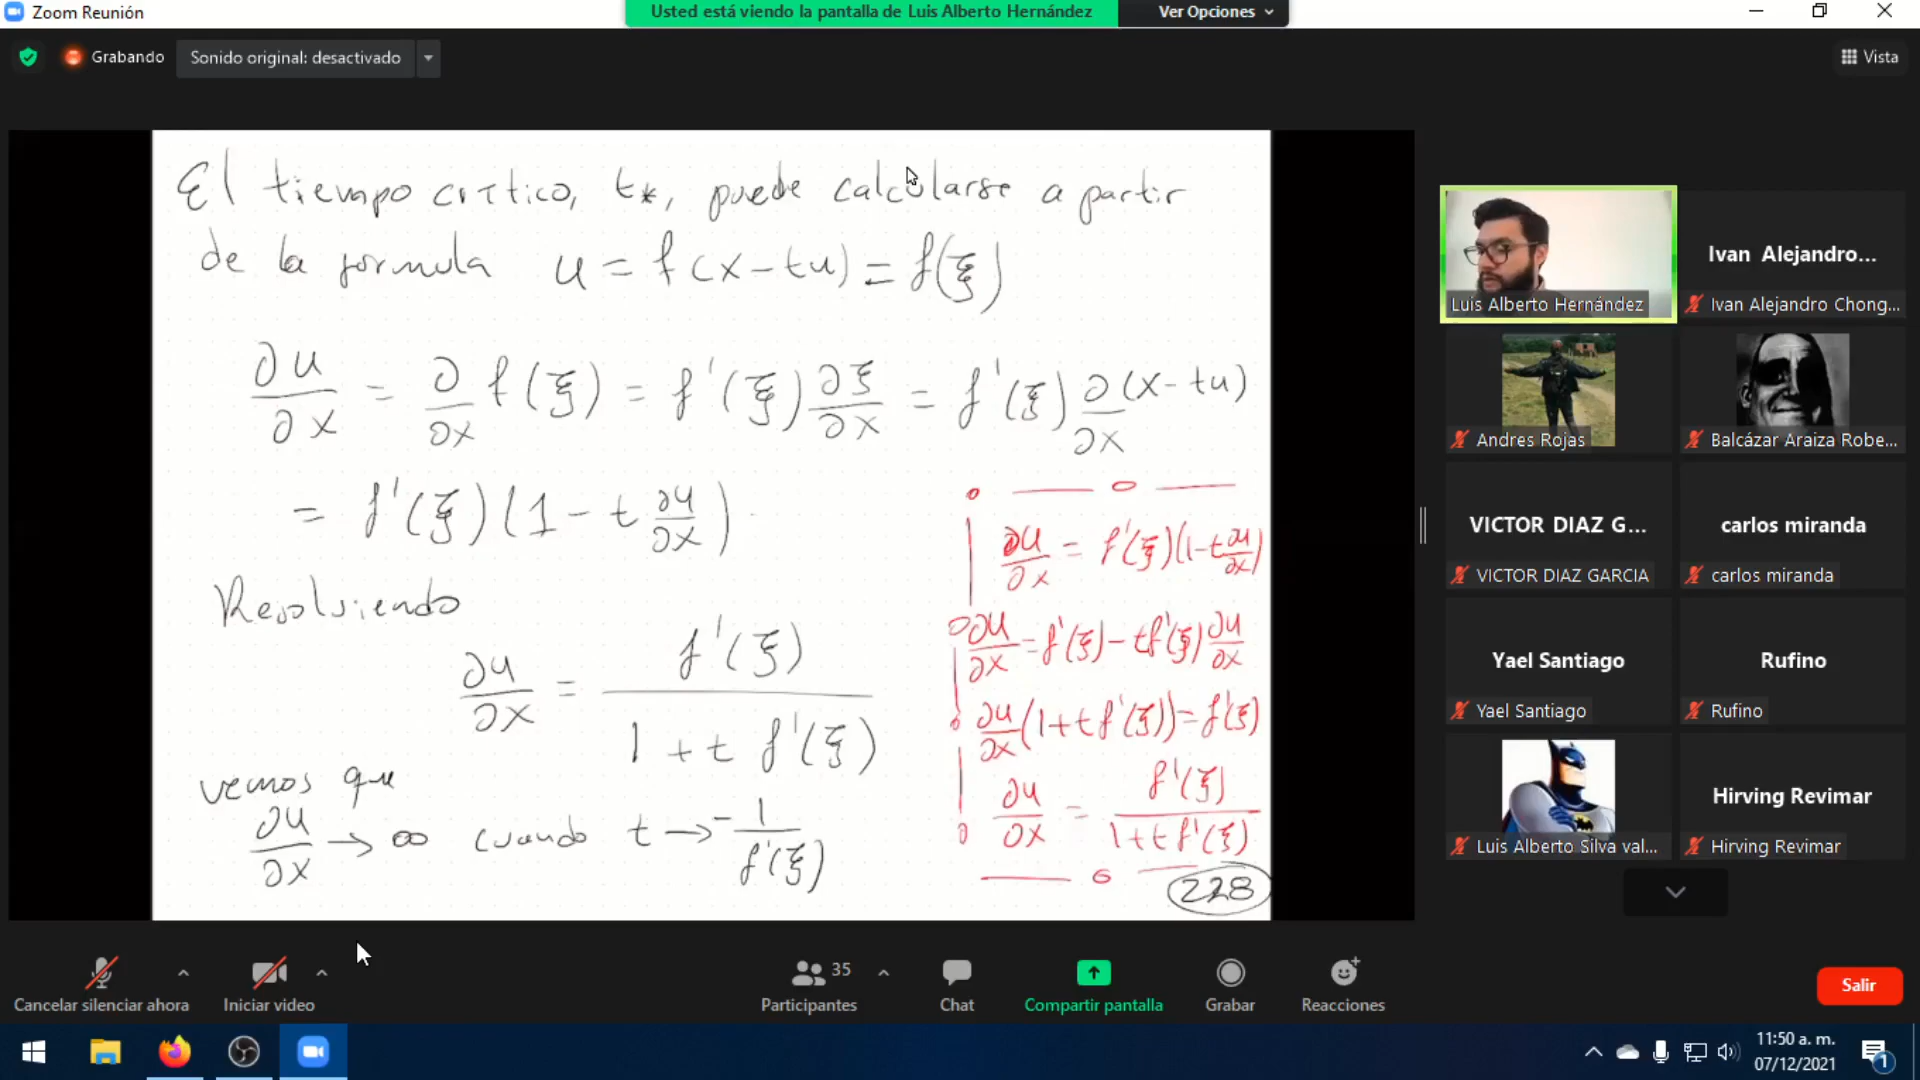 Zoom Reunión
Usted está viendo la pantalla de Luis Alberto Hernández
Ver Opciones
Grabando
Sonido original: desactivado
Vista
El tiempo crítico, t*, puede calcularse a partir
de la formula u = f(x-tu) = f(ξ)
∂u/∂x = ∂/∂x f(ξ) = f'(ξ) ∂ξ/∂x = f'(ξ) ∂/∂x (x-tu)
= f'(ξ)(1 - t ∂u/∂x)
Resolviendo
∂u/∂x = f'(ξ) / (1 + t f'(ξ))
vemos que
∂u/∂x → ∞ cuando t → -1/f'(ξ)
∂u/∂x = f'(ξ)(1-t ∂u/∂x)
∂u/∂x = f'(ξ) - t f'(ξ) ∂u/∂x
∂u/∂x (1+t f'(ξ)) = f'(ξ)
∂u/∂x = f'(ξ) / (1+t f'(ξ))
228
Luis Alberto Hernández
Ivan Alejandro...
Ivan Alejandro Chong...
Andres Rojas
Balcázar Araiza Robe...
VICTOR DIAZ G...
VICTOR DIAZ GARCIA
carlos miranda
carlos miranda
Yael Santiago
Yael Santiago
Rufino
Rufino
Luis Alberto Silva val...
Hirving Revimar
Hirving Revimar
Cancelar silenciar ahora
Iniciar video
35
Participantes
Chat
Compartir pantalla
Grabar
Reacciones
Salir
11:50 a. m.
07/12/2021
1